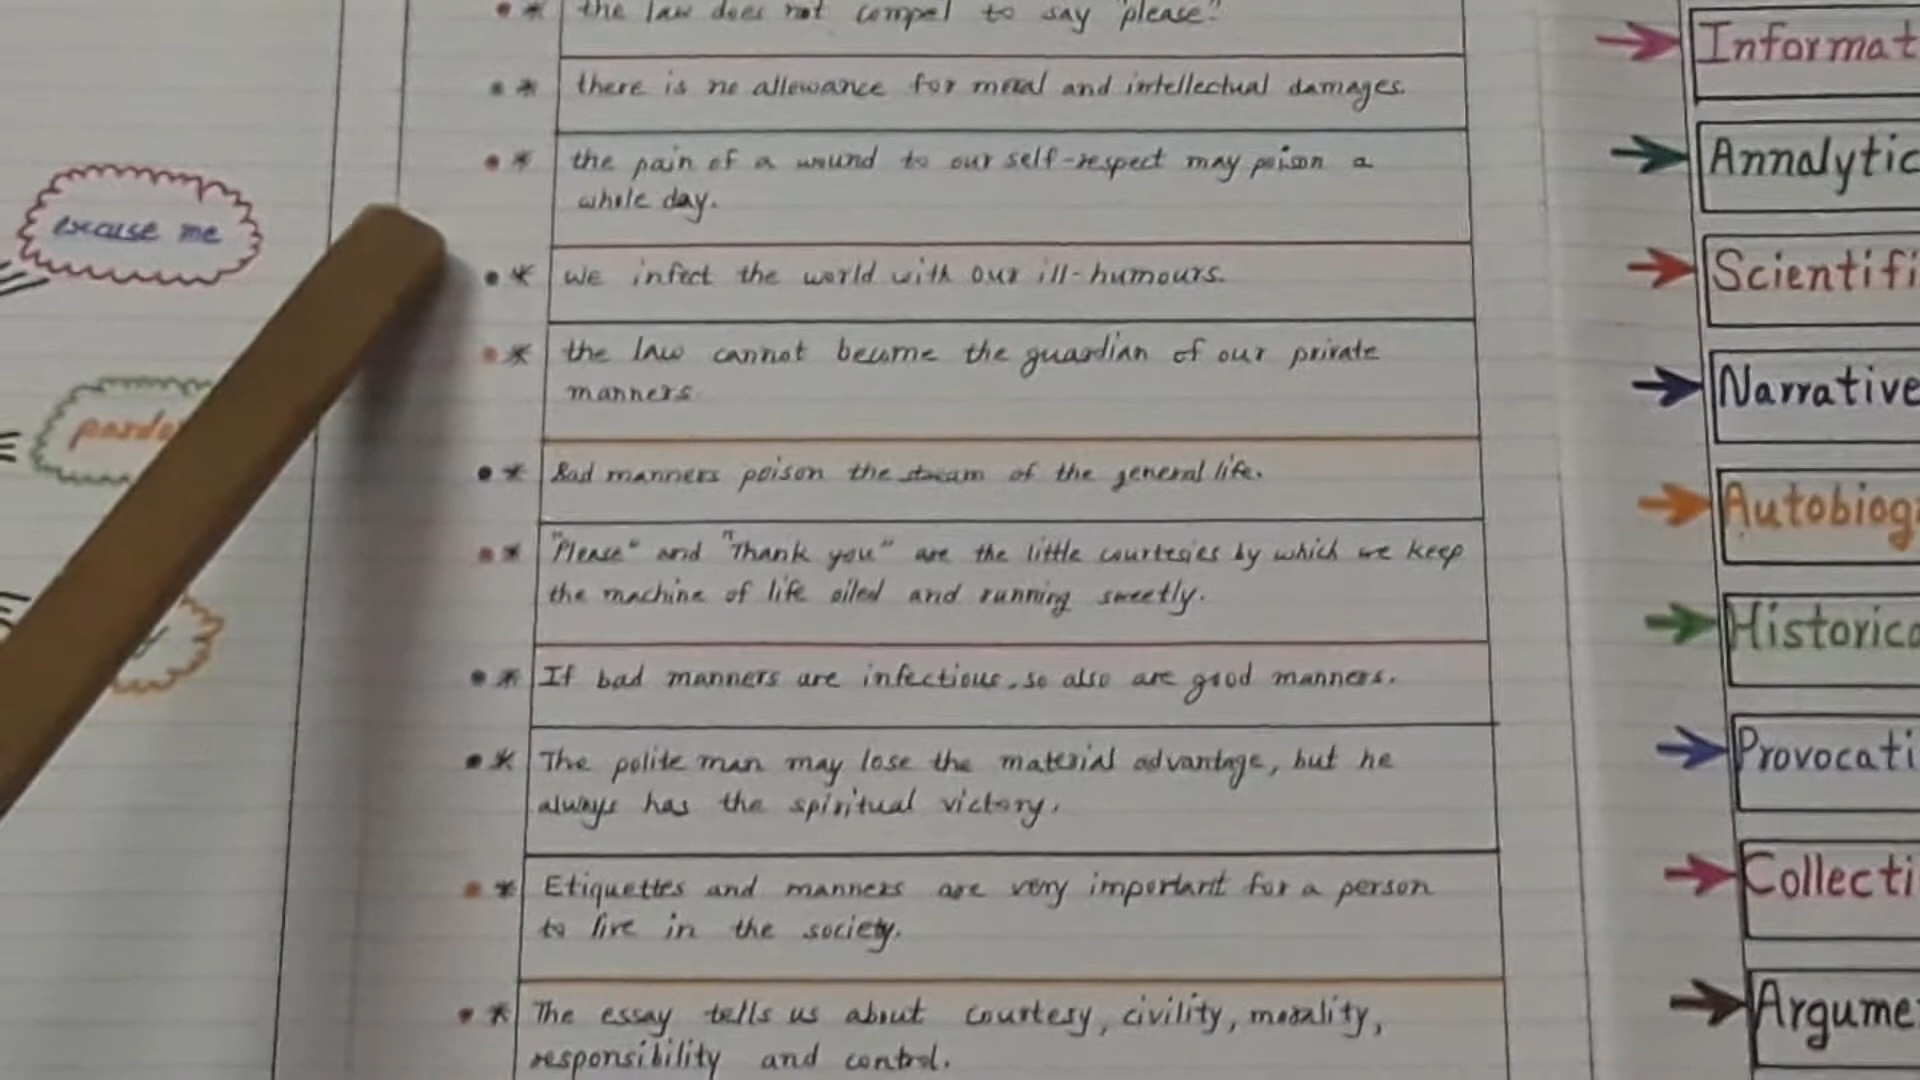 the law does not compel to say "please"
there is no allowance for moral and intellectual damages.
the pain of a wound to our self-respect may poison a
whole day.
we infect the world with our ill-humours.
the law cannot become the guardian of our private
manners
Bad manners poison the stream of the general life.
"Please" and "Thank you" are the little courtesies by which we keep
the machine of life oiled and running sweetly.
If bad manners are infectious, so also are good manners.
The polite man may lose the material advantage, but he
always has the spiritual victory.
Etiquettes and manners are very important for a person
to live in the society.
The essay tells us about courtesy, civility, morality,
responsibility and control.
excuse me
pardo
Informat
Annalytic
Scientifi
Narrative
Autobiog
Historica
Provocati
Collecti
Argume